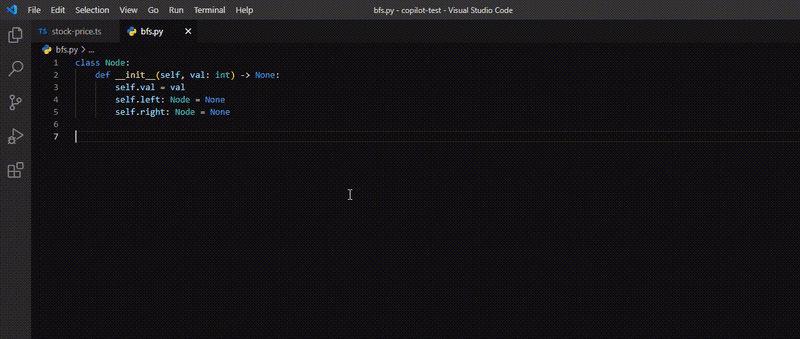 File Edit Selection View Go Run Terminal Help bfs.py - copilot-test - Visual Studio Code
TS stock-price.ts bfs.py ×
bfs.py > ...
1 class Node:
2 def __init__(self, val: int) -> None:
3 self.val = val
4 self.left: Node = None
5 self.right: Node = None
6
7